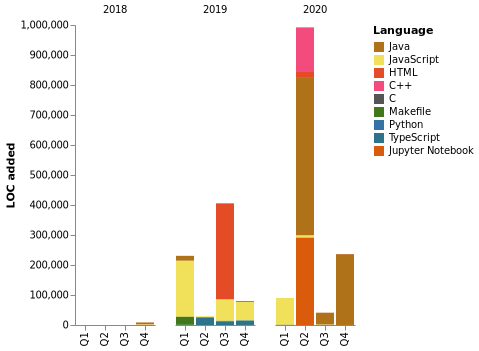 2018 2019 2020
1,000,000
900,000
800,000
700,000
600,000
500,000
400,000
300,000
200,000
100,000
0
LOC added
Q1 Q2 Q3 Q4 Q1 Q2 Q3 Q4 Q1 Q2 Q3 Q4
Language
Java
JavaScript
HTML
C++
C
Makefile
Python
TypeScript
Jupyter Notebook